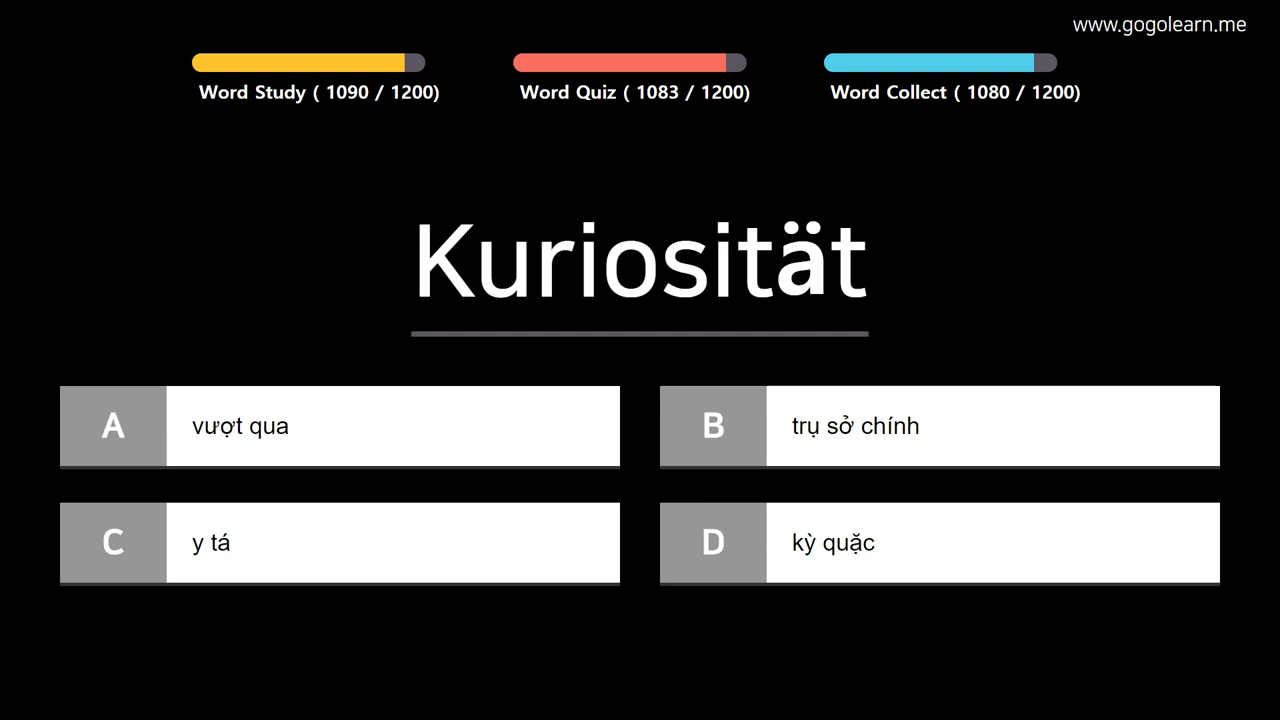 www.gogolearn.me
Word Study ( 1090 / 1200)
Word Quiz ( 1083 / 1200)
Word Collect ( 1080 / 1200)
Kuriosität
A
vượt qua
B
trụ sở chính
C
y tá
D
kỳ quặc